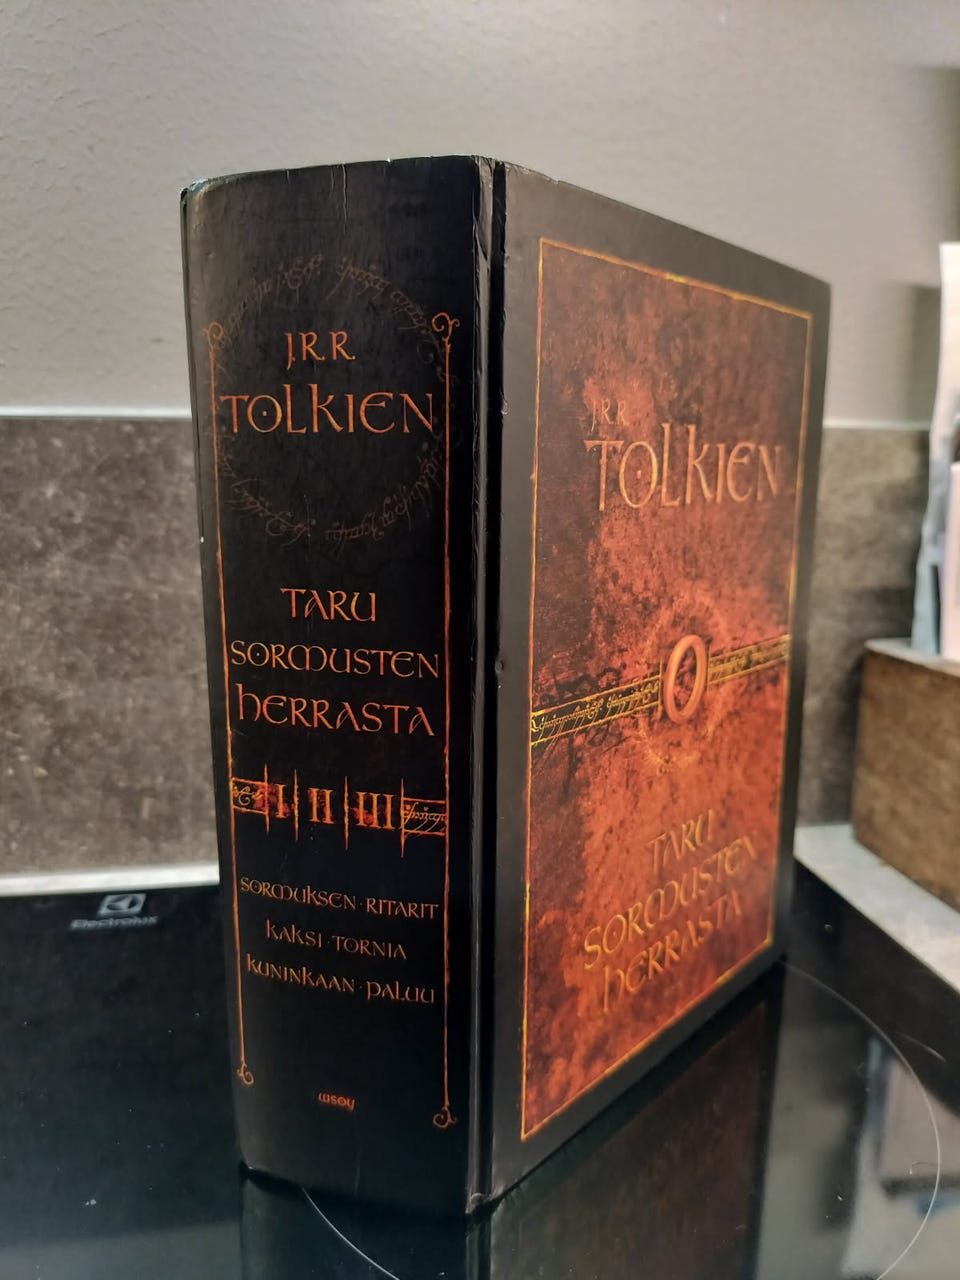 J.R.R.
TOLKIEN
TARU
SORMUSTEN
HERRASTA
I II III
SORMUKSEN · RITARIT
KAKSI · TORNIA
KUNINKAAN · PALUU
WSOY
J.R.R.
TOLKIEN
TARU
SORMUSTEN
HERRASTA
Electrolux